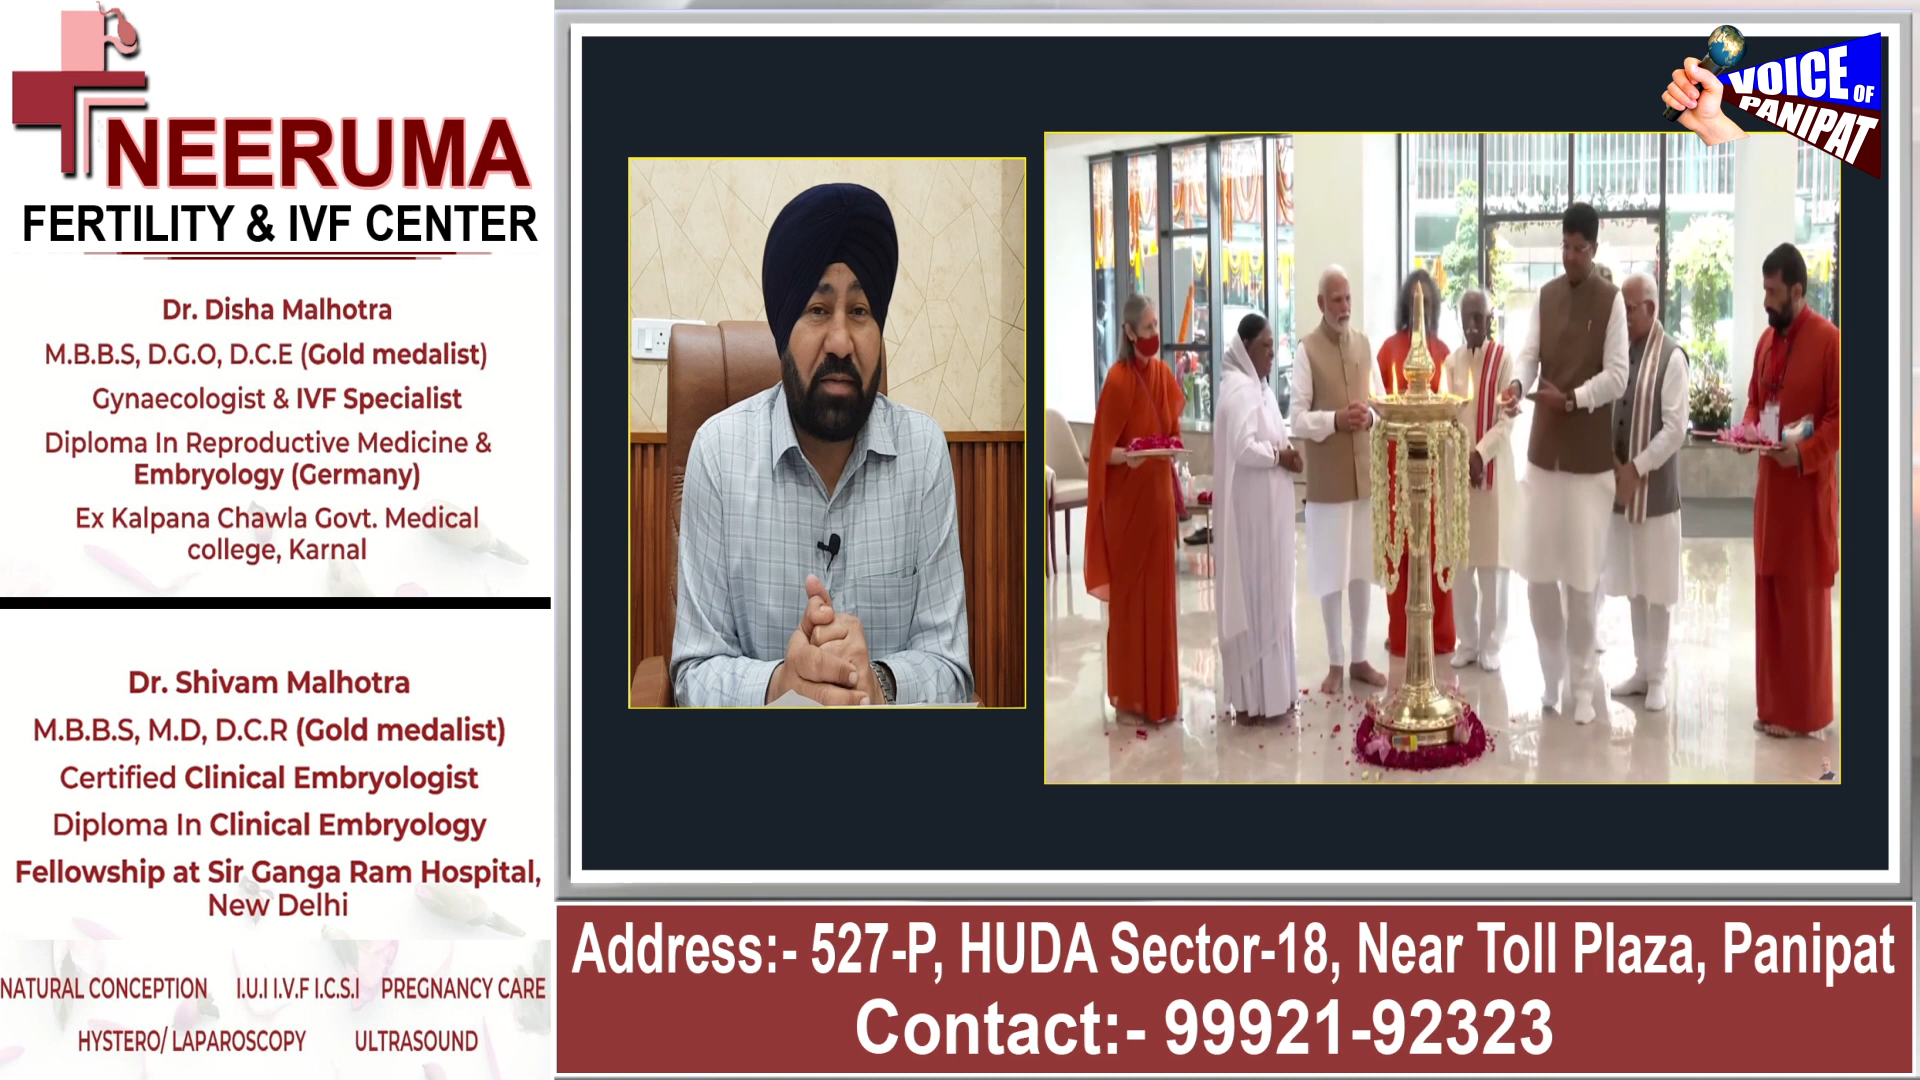 NEERUMA
FERTILITY & IVF CENTER
Dr. Disha Malhotra
M.B.B.S, D.G.O, D.C.E (Gold medalist)
Gynaecologist & IVF Specialist
Diploma In Reproductive Medicine &
Embryology (Germany)
Ex Kalpana Chawla Govt. Medical
college, Karnal
Dr. Shivam Malhotra
M.B.B.S, M.D, D.C.R (Gold medalist)
Certified Clinical Embryologist
Diploma In Clinical Embryology
Fellowship at Sir Ganga Ram Hospital,
New Delhi
NATURAL CONCEPTION I.U.I I.V.F I.C.S.I PREGNANCY CARE
HYSTERO/ LAPAROSCOPY ULTRASOUND
VOICE OF
PANIPAT
Address:- 527-P, HUDA Sector-18, Near Toll Plaza, Panipat
Contact:- 99921-92323